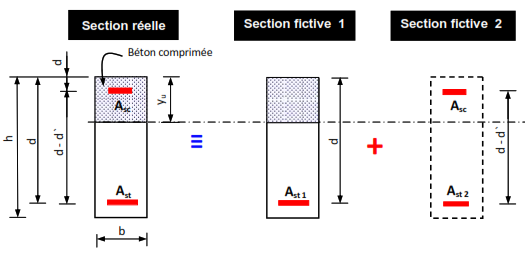 Section réelle
Section fictive 1
Section fictive 2
Béton comprimée
d
h
d
d - d`
Asc
yu
Ast
b
≡
Ast 1
d
+
Asc
Ast 2
d - d`